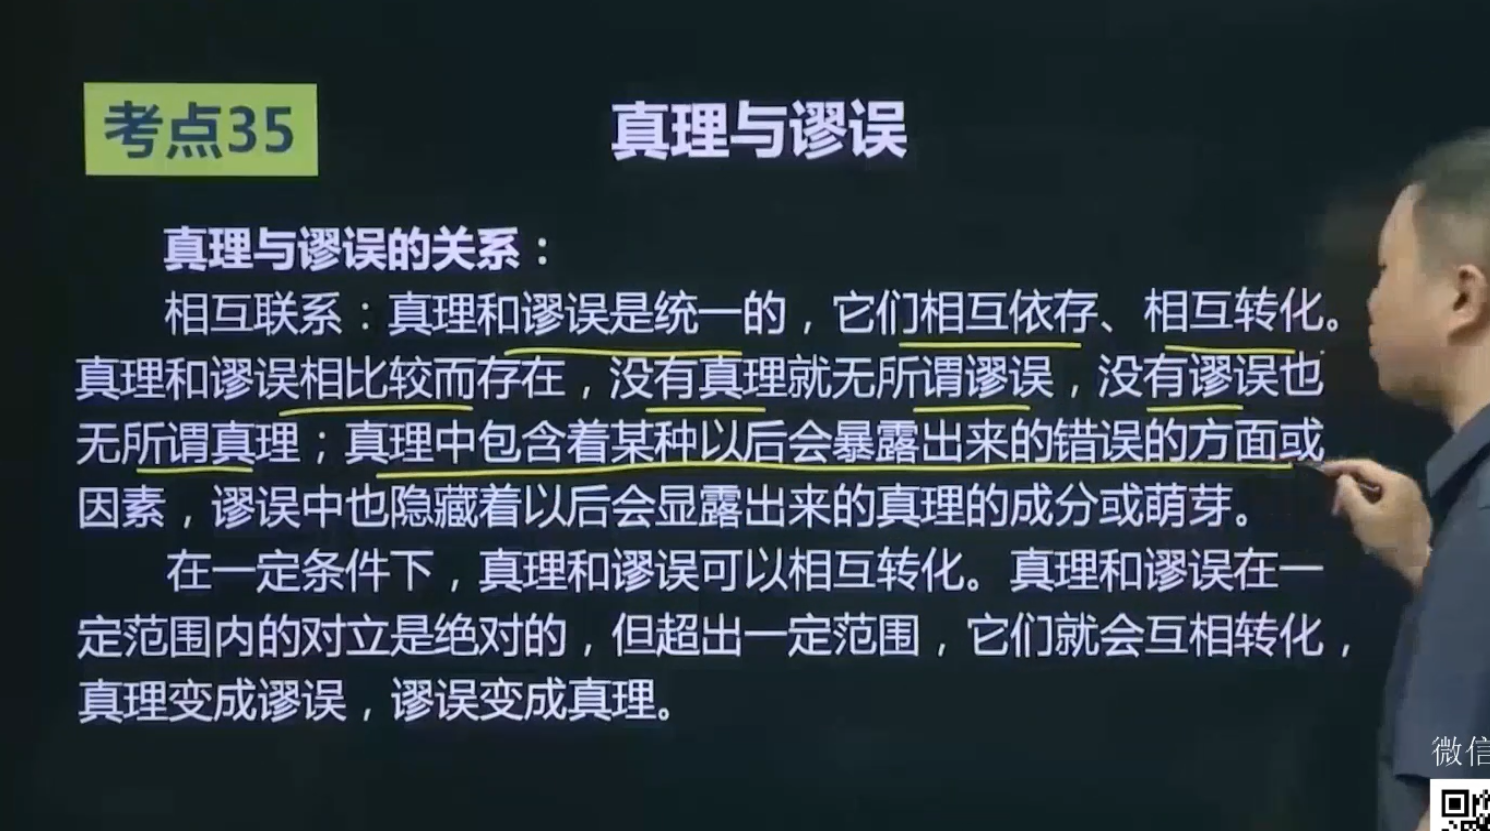 考点35
真理与谬误
真理与谬误的关系：
相互联系：真理和谬误是统一的，它们相互依存、相互转化。
真理和谬误相比较而存在，没有真理就无所谓谬误，没有谬误也
无所谓真理；真理中包含着某种以后会暴露出来的错误的方面或
因素，谬误中也隐藏着以后会显露出来的真理的成分或萌芽。
在一定条件下，真理和谬误可以相互转化。真理和谬误在一
定范围内的对立是绝对的，但超出一定范围，它们就会互相转化，
真理变成谬误，谬误变成真理。
微信